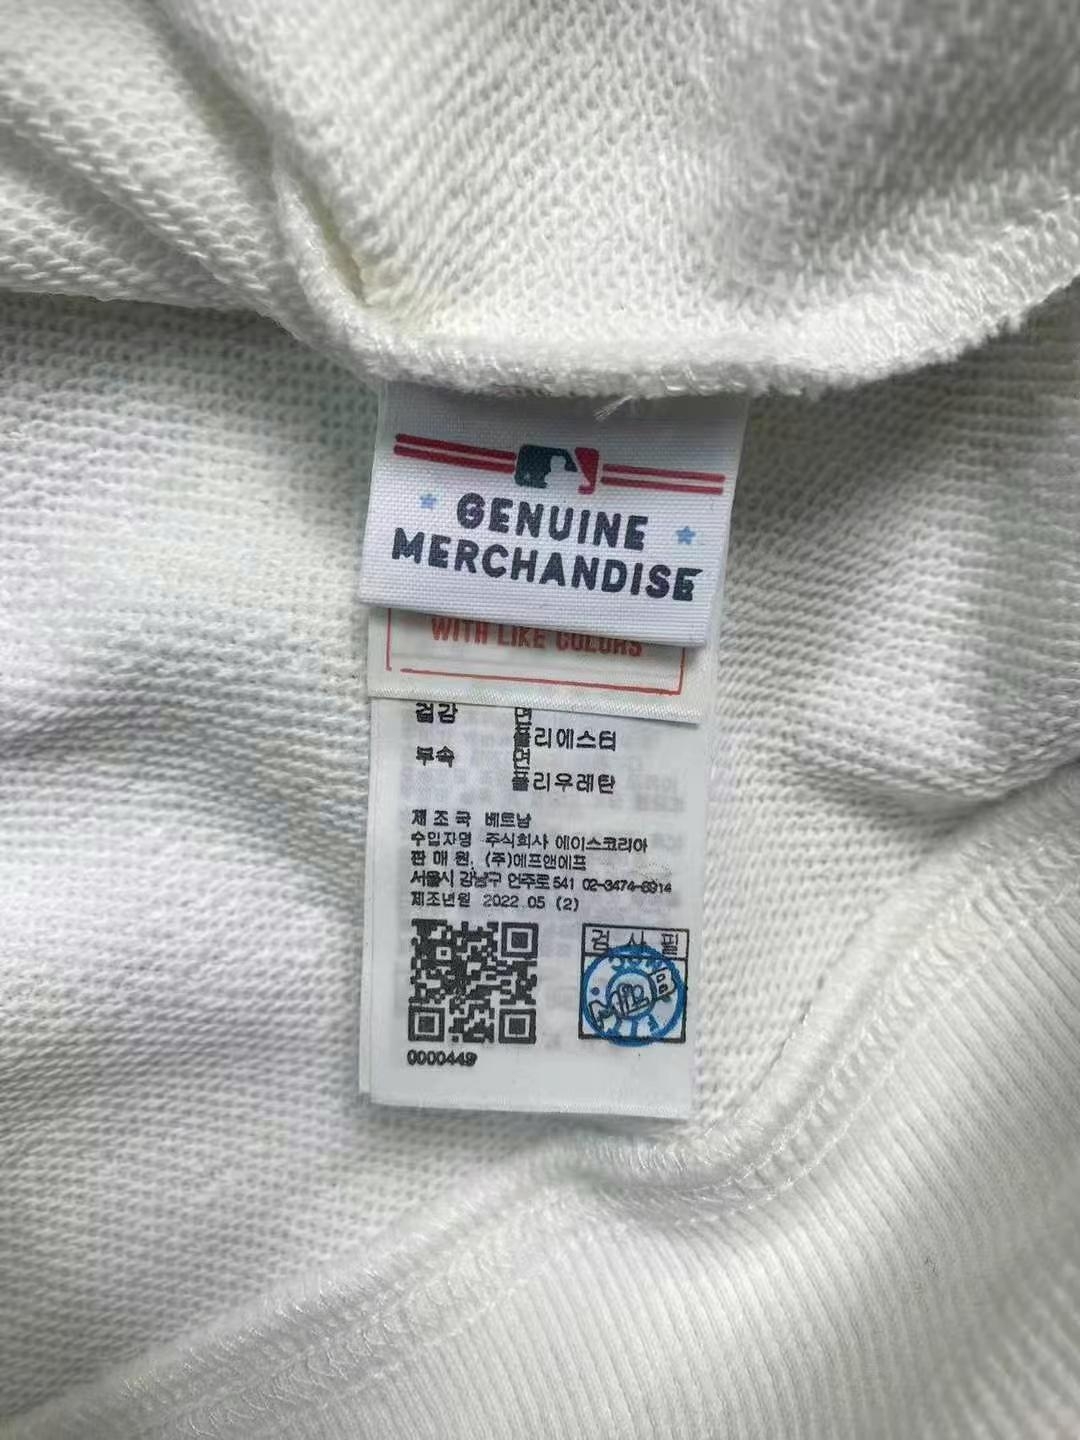 GENUINE
MERCHANDISE
WITH LIKE COLORS
겉감 면
폴리에스터
부속 면
폴리우레탄
제조국 베트남
수입자명 주식회사 에이스코리아
판매원. (주)에프앤에프
서울시 강남구 언주로 541 02-3474-6914
제조년월 2022.05 (2)
검사필
0000449